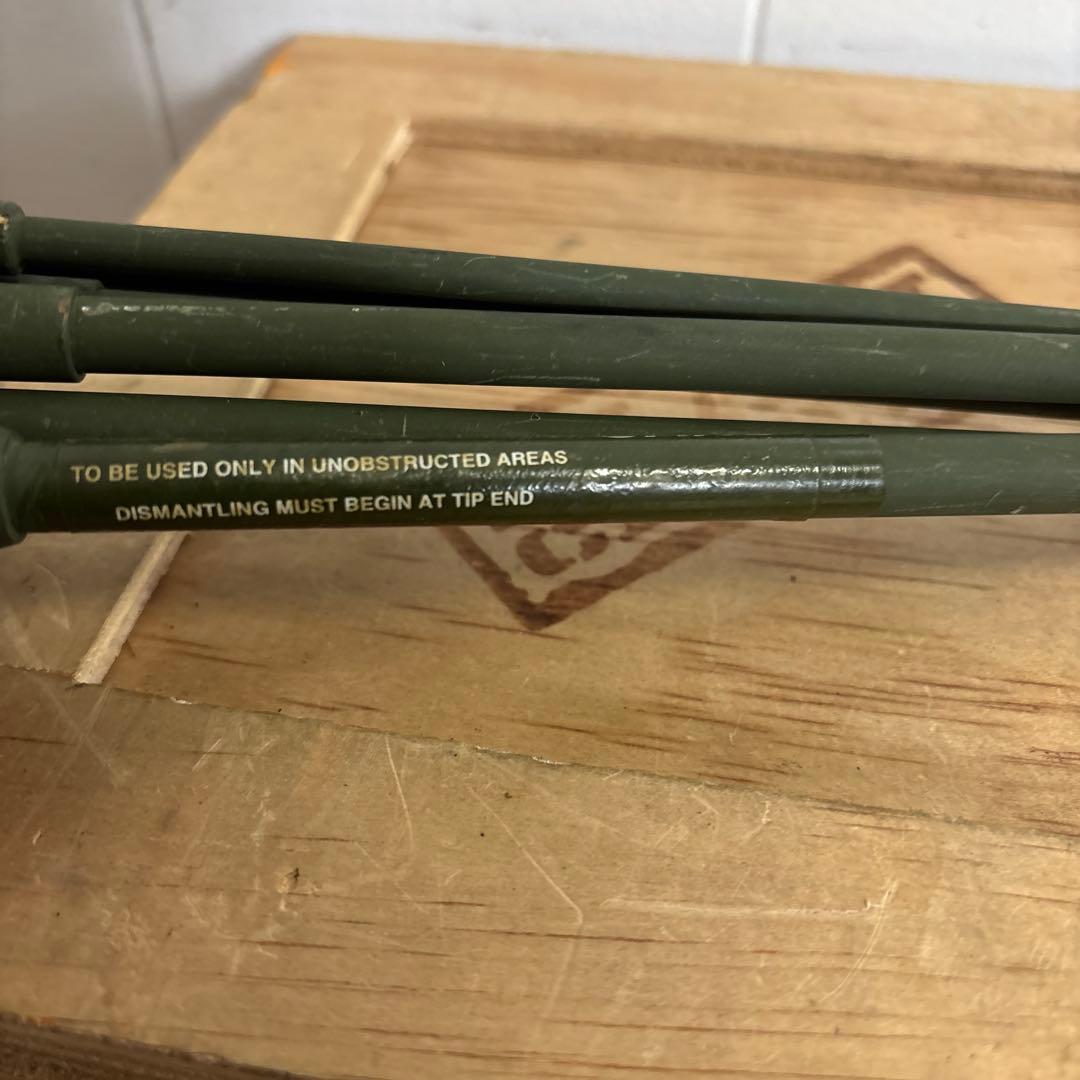 TO BE USED ONLY IN UNOBSTRUCTED AREAS
DISMANTLING MUST BEGIN AT TIP END